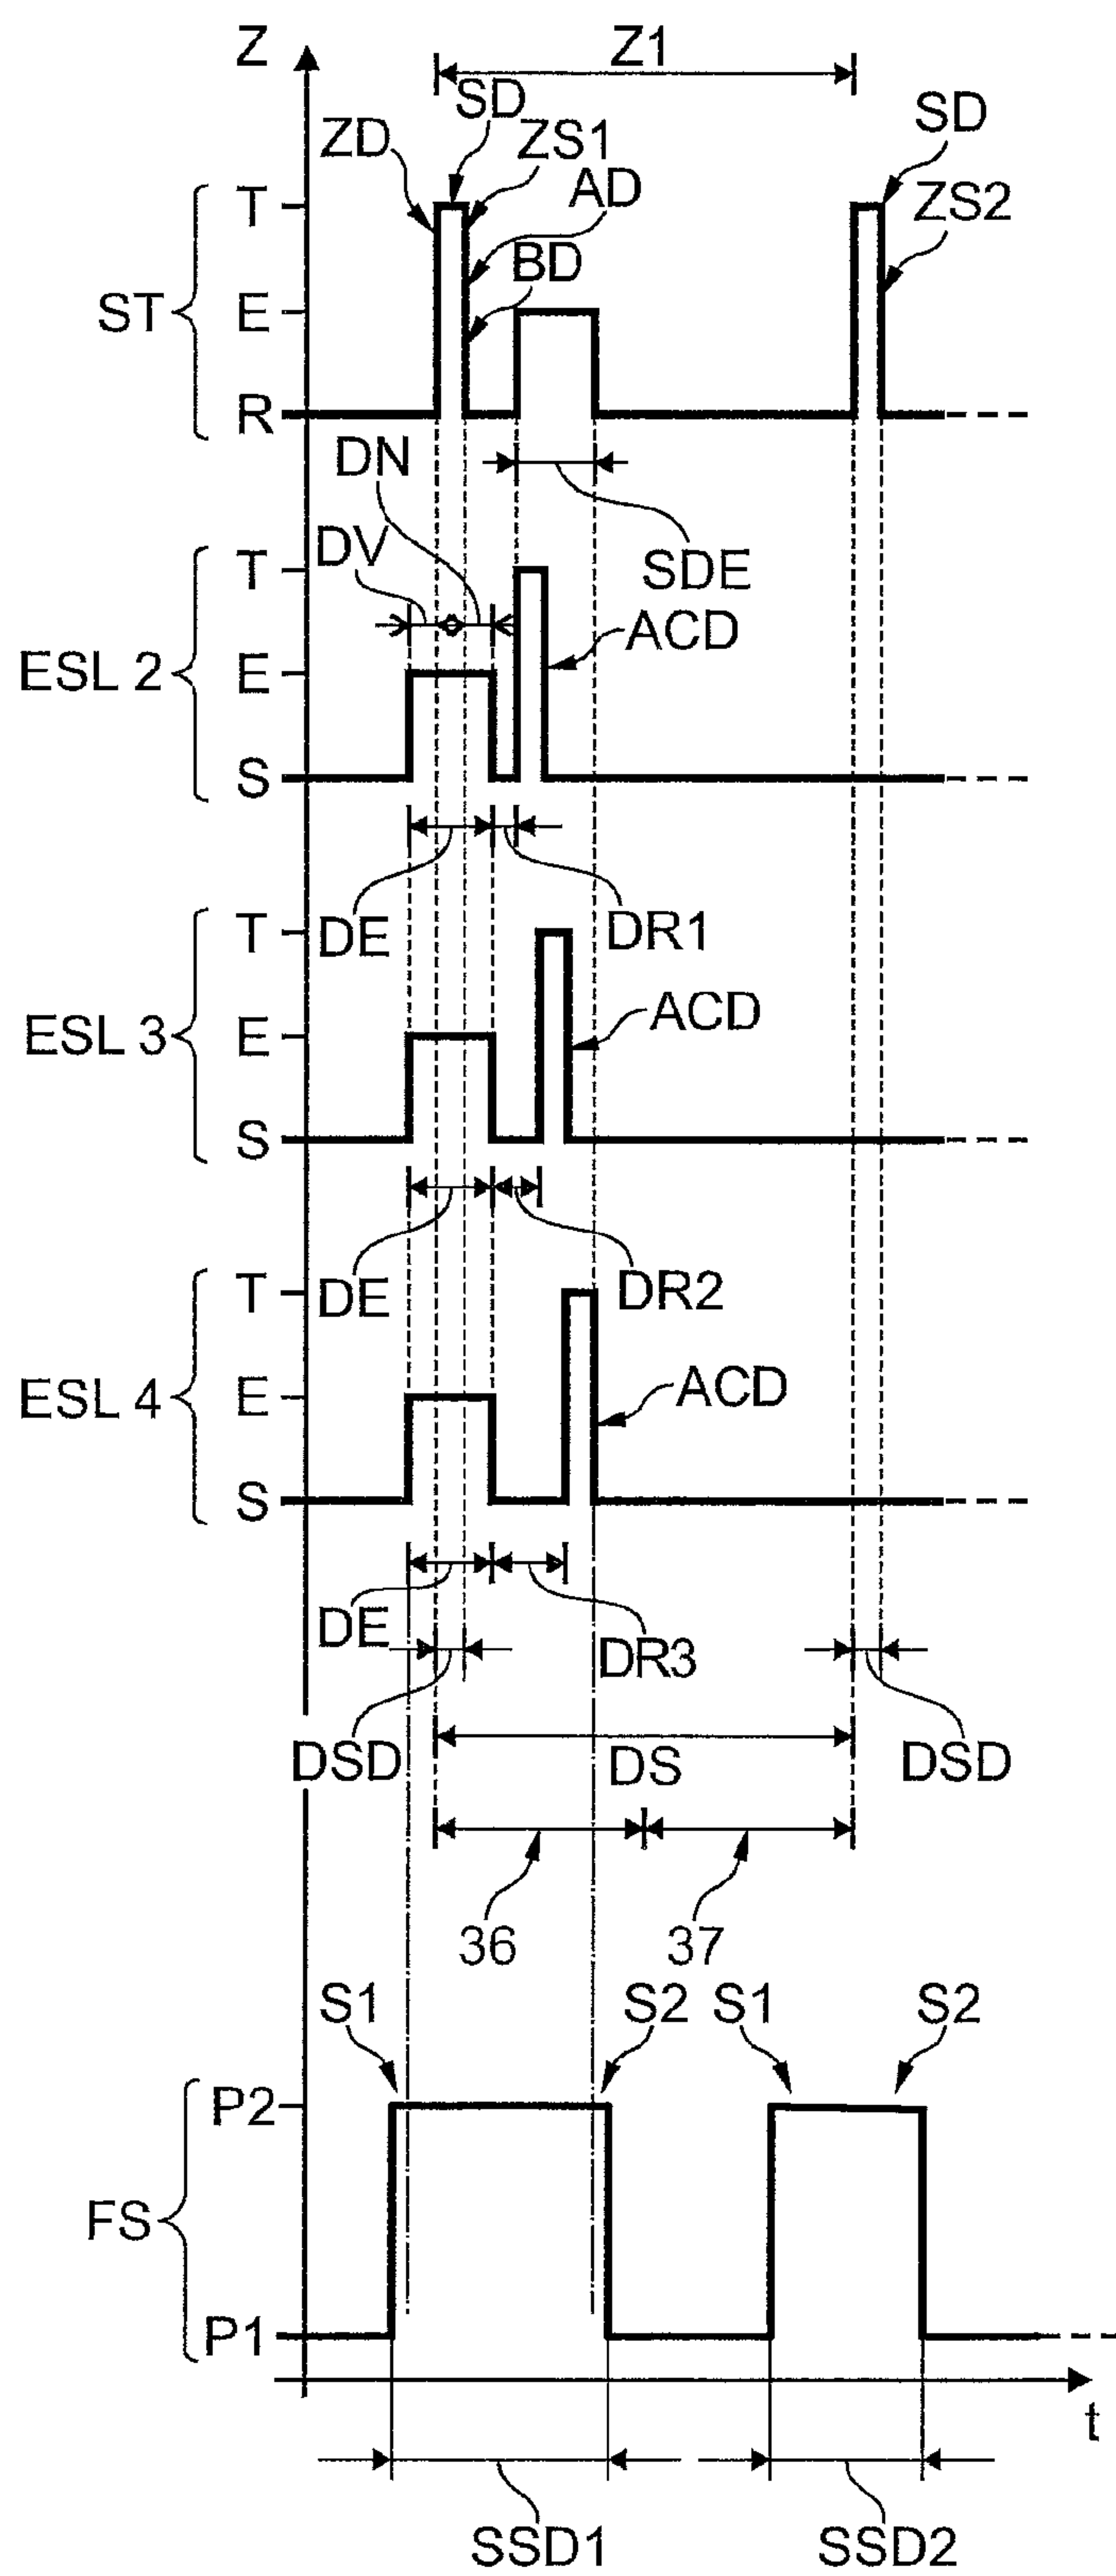 Z
Z1
SD
SD
ZD
ZS1
AD
ZS2
T
BD
ST
E
R
DN
DV
SDE
T
ACD
ESL 2
E
S
DE
DR1
T
ACD
ESL 3
E
S
DE
DR2
T
ACD
ESL 4
E
S
DE
DR3
DSD
DS
DSD
36
37
S1
S2
S1
S2
P2
FS
P1
t
SSD1
SSD2